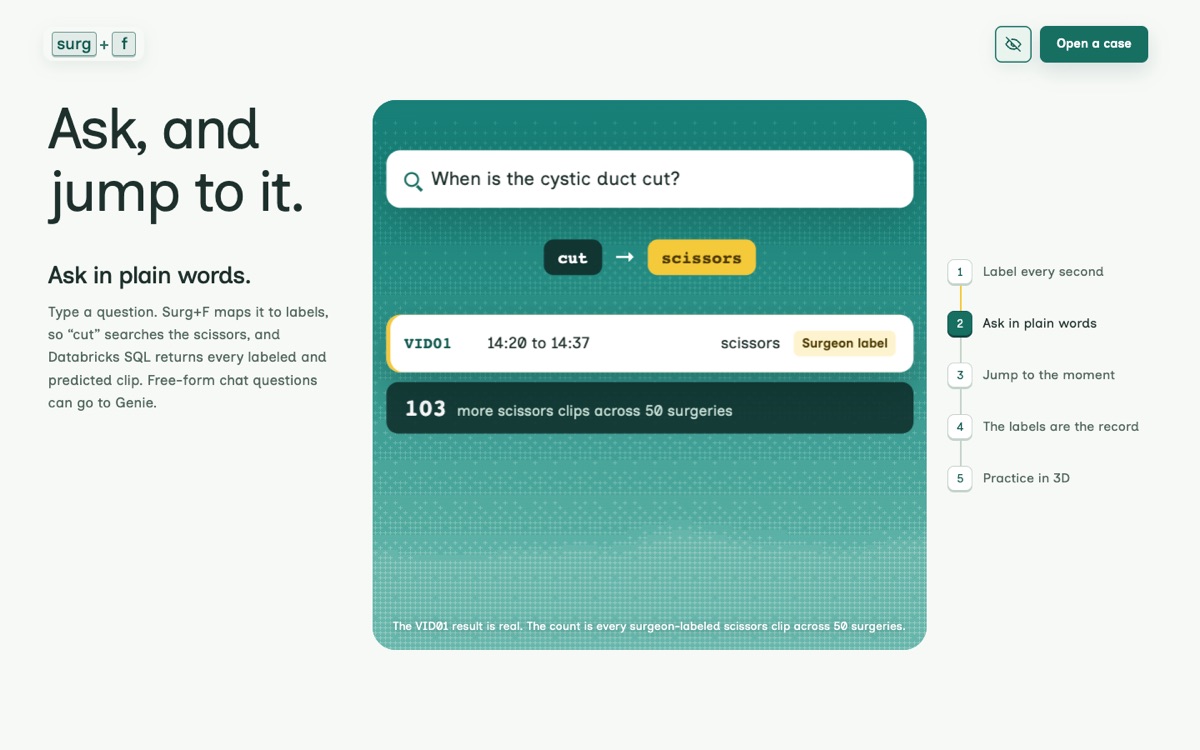 surg + f
Open a case
Ask, and
jump to it.
Ask in plain words.
Type a question. Surg+F maps it to labels,
so “cut” searches the scissors, and
Databricks SQL returns every labeled and
predicted clip. Free-form chat questions
can go to Genie.
When is the cystic duct cut?
cut → scissors
VID01 14:20 to 14:37 scissors Surgeon label
103 more scissors clips across 50 surgeries
The VID01 result is real. The count is every surgeon-labeled scissors clip across 50 surgeries.
1 Label every second
2 Ask in plain words
3 Jump to the moment
4 The labels are the record
5 Practice in 3D